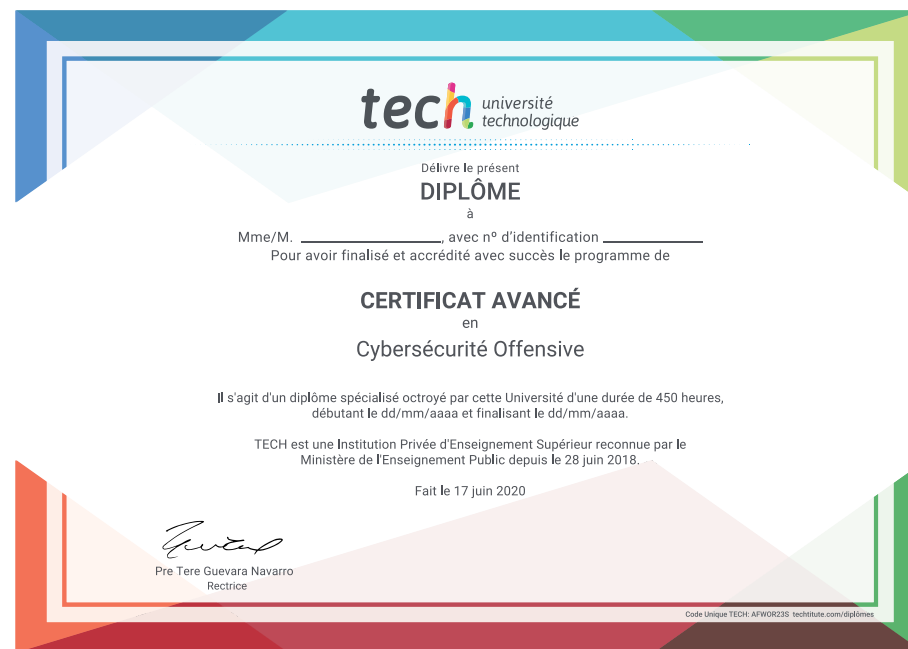 tech université
technologique
Délivre le présent
DIPLÔME
à
Mme/M. ____________________, avec nº d'identification ______________
Pour avoir finalisé et accrédité avec succès le programme de
CERTIFICAT AVANCÉ
en
Cybersécurité Offensive
Il s'agit d'un diplôme spécialisé octroyé par cette Université d'une durée de 450 heures,
débutant le dd/mm/aaaa et finalisant le dd/mm/aaaa.
TECH est une Institution Privée d'Enseignement Supérieur reconnue par le
Ministère de l'Enseignement Public depuis le 28 juin 2018.
Fait le 17 juin 2020
Pre Tere Guevara Navarro
Rectrice
Code Unique TECH: AFWOR23S techtitute.com/diplômes